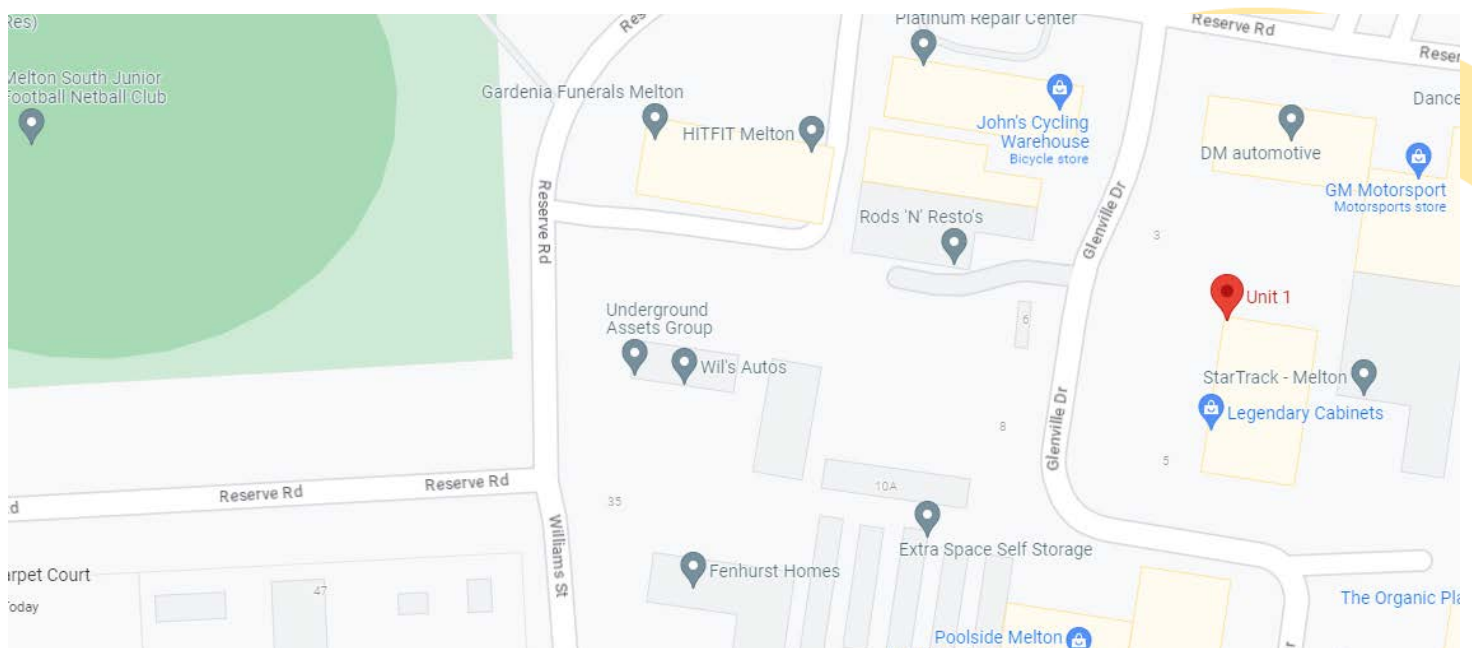 Res)
Melton South Junior
Football Netball Club
Gardenia Funerals Melton
HITFIT Melton
Platinum Repair Center
John's Cycling
Warehouse
Bicycle store
Reserve Rd
Reser
Dance
DM automotive
GM Motorsport
Motorsports store
Res
Reserve Rd
Rods 'N' Resto's
Glenville Dr
3
Unit 1
Underground
Assets Group
Wil's Autos
6
StarTrack - Melton
Legendary Cabinets
Glenville Dr
8
5
Reserve Rd
Reserve Rd
d
35
10A
Williams St
Extra Space Self Storage
Fenhurst Homes
arpet Court
Today
47
The Organic Pla
Poolside Melton
r